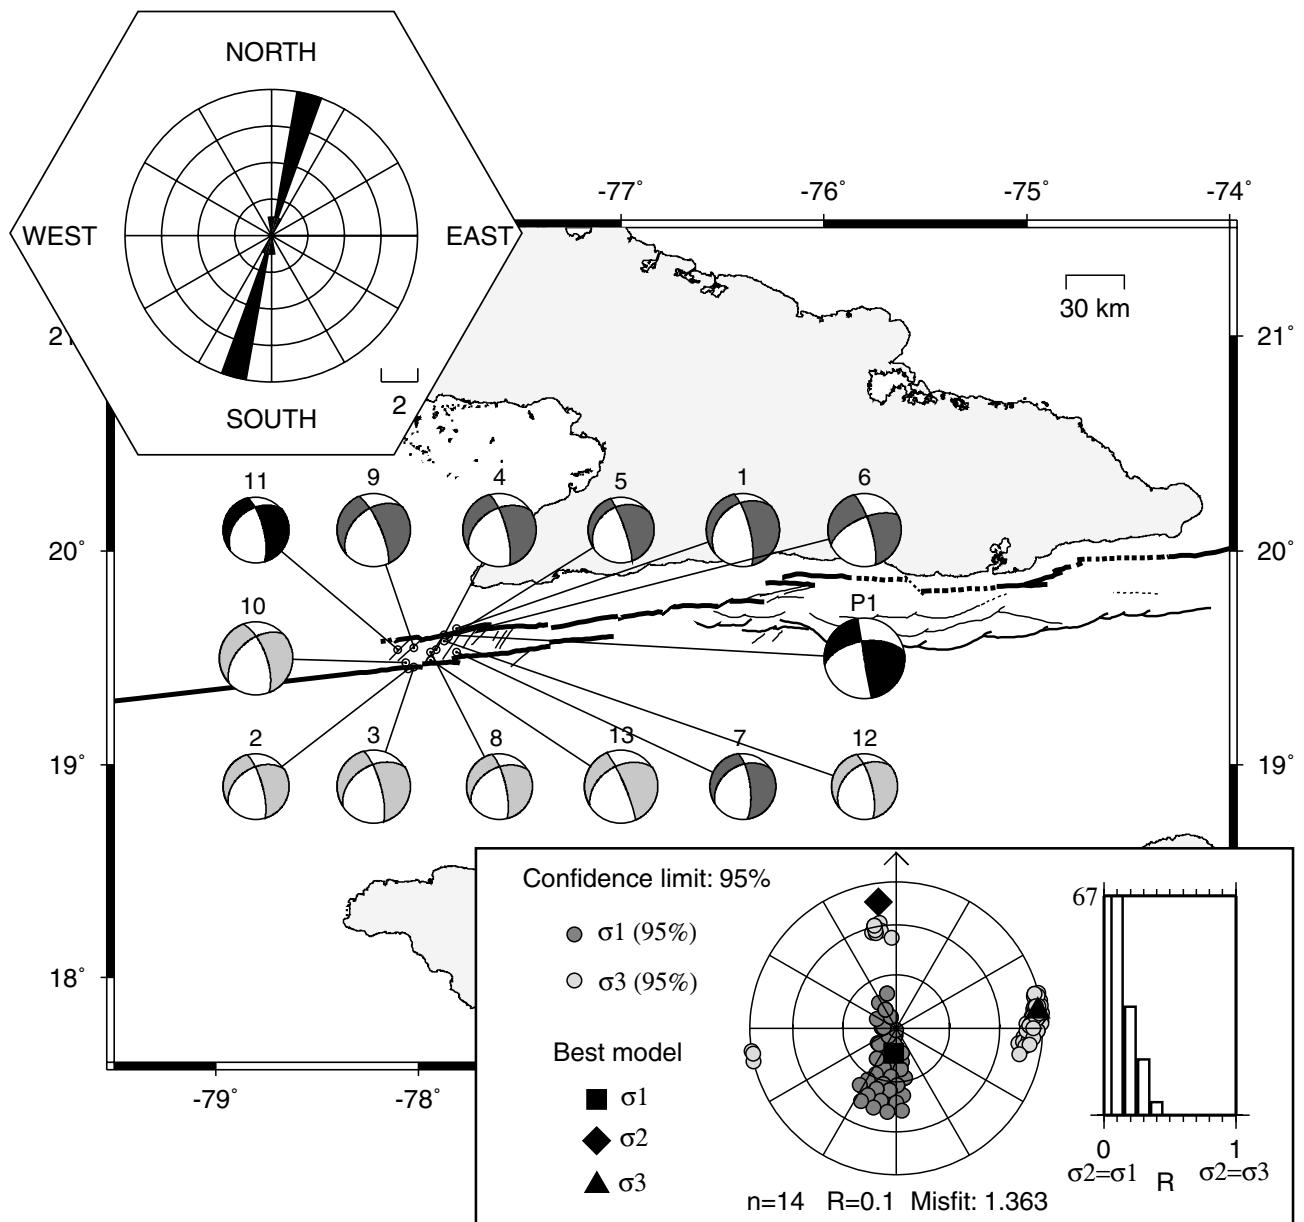 NORTH
WEST
EAST
SOUTH
2
-77°
-76°
-75°
-74°
30 km
21°
20°
20°
19°
19°
18°
-79°
-78°
11
9
4
5
1
6
10
P1
2
3
8
13
7
12
Confidence limit: 95%
σ1 (95%)
σ3 (95%)
Best model
σ1
σ2
σ3
n=14 R=0.1 Misfit: 1.363
67
0
1
σ2=σ1 R σ2=σ3